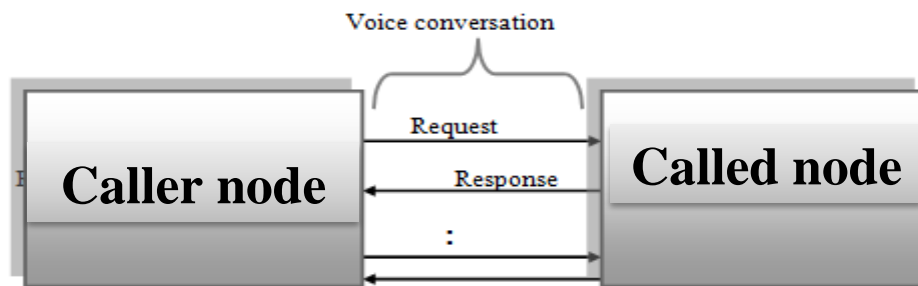 Voice conversation
Request
Caller node
Called node
Response
: